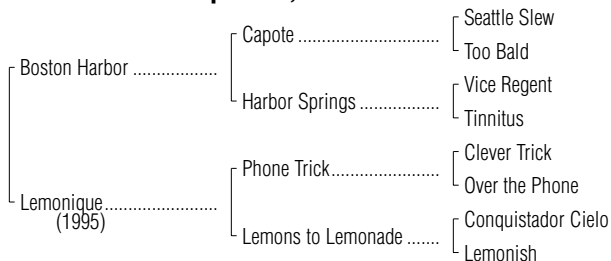 Seattle Slew
Capote ..............................
Too Bald
Boston Harbor ..................
Vice Regent
Harbor Springs .................
Tinnitus
Clever Trick
Phone Trick.......................
Over the Phone
Lemonique........................
(1995)
Conquistador Cielo
Lemons to Lemonade .......
Lemonish